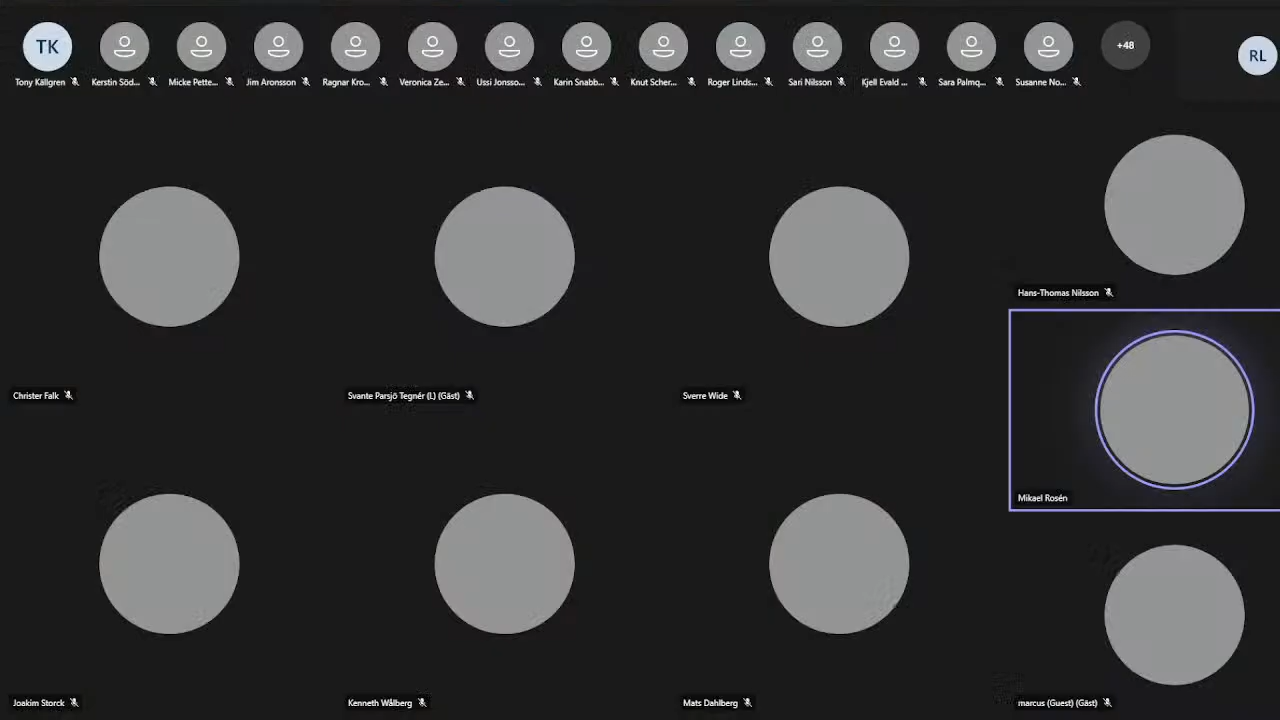 TK
+48
RL
Tony Källgren
Kerstin Söd...
Micke Pette...
Jim Aronsson
Ragnar Kro...
Veronica Ze...
Ussi Jonsso...
Karin Snabb...
Knut Scher...
Roger Linds...
Sari Nilsson
Kjell Evald ...
Sara Palmq...
Susanne No...
Hans-Thomas Nilsson
Christer Falk
Svante Parsjö Tegnér (L) (Gäst)
Sverre Wide
Mikael Rosén
Joakim Storck
Kenneth Wålberg
Mats Dahlberg
marcus (Guest) (Gäst)